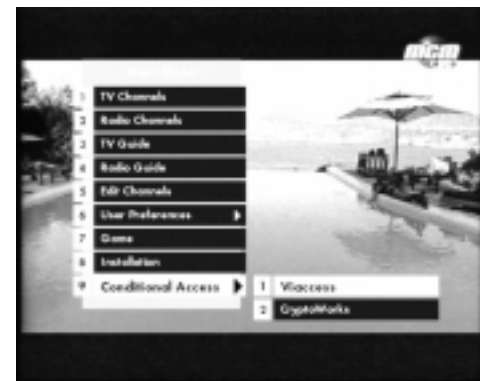 mcm
1 TV Channels
2 Radio Channels
3 TV Guide
4 Radio Guide
5 Edit Channels
6 User Preferences
7 Game
8 Installation
9 Conditional Access
1 Viaccess
2 CryptoWorks